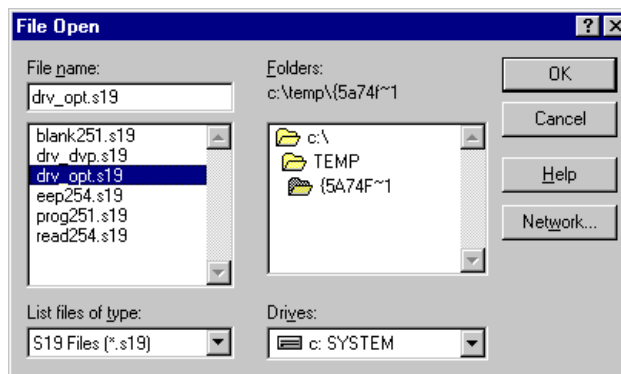 File Open
File name:
drv_opt.s19
blank251.s19
drv_dvp.s19
drv_opt.s19
eep254.s19
prog251.s19
read254.s19
List files of type:
S19 Files (*.s19)
Folders:
c:\temp\{5a74f~1
c:\
TEMP
{5A74F~1
Drives:
c: SYSTEM
OK
Cancel
Help
Network...